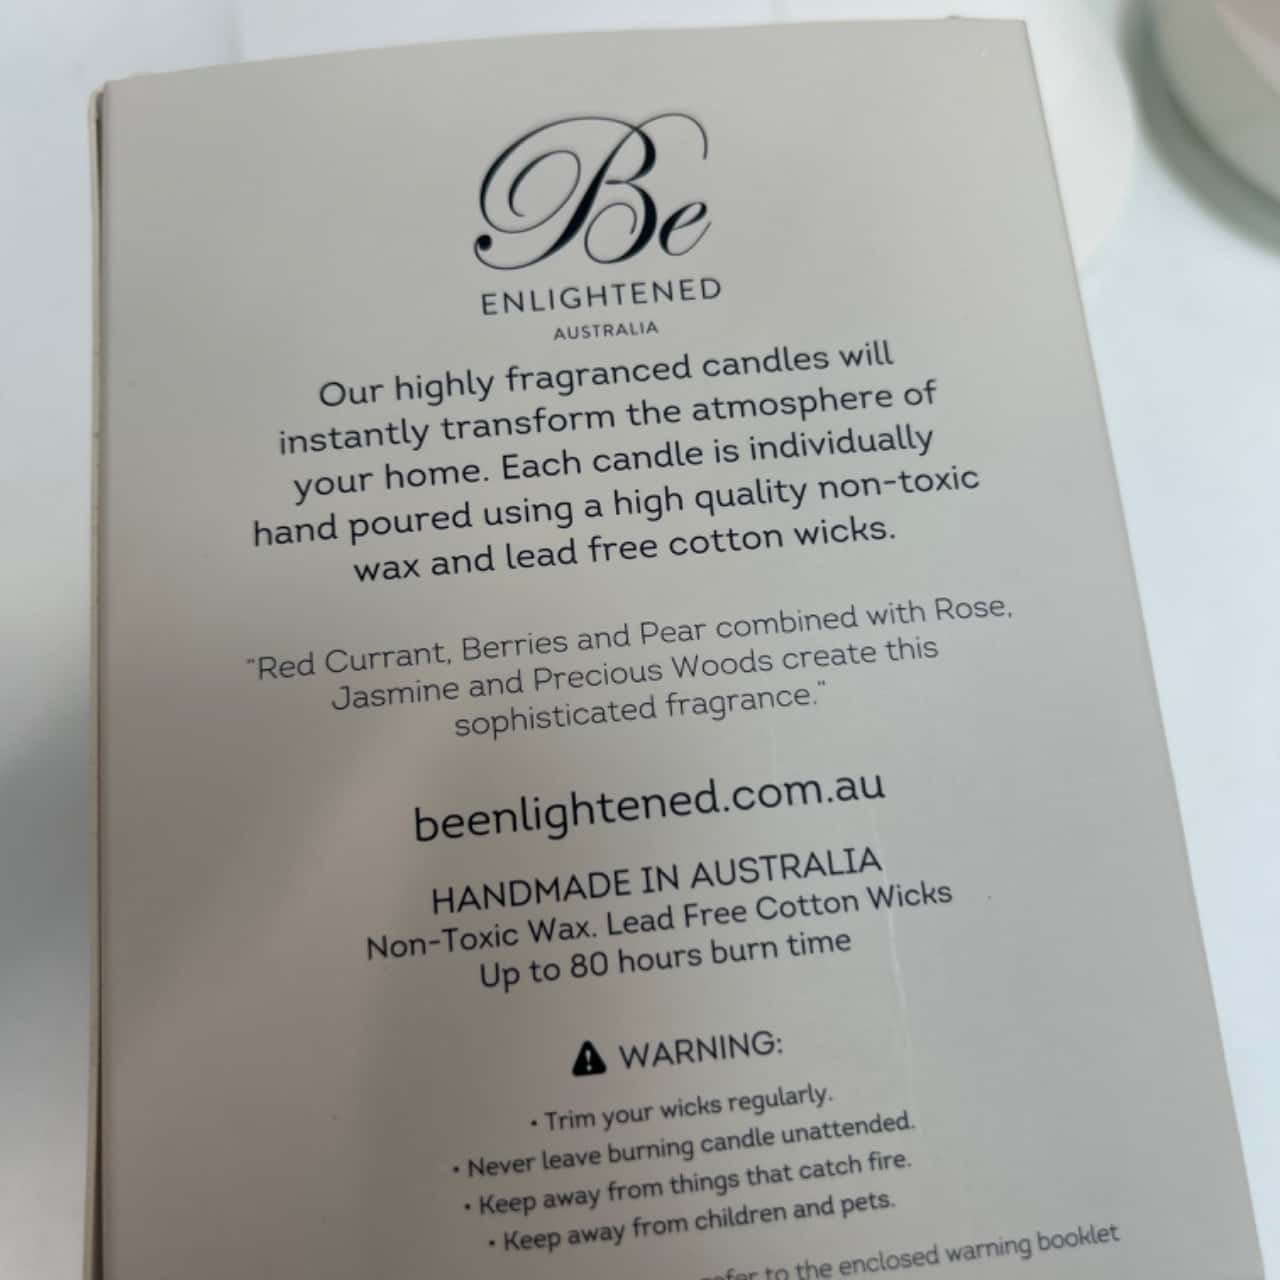 Be
ENLIGHTENED
AUSTRALIA
Our highly fragranced candles will
instantly transform the atmosphere of
your home. Each candle is individually
hand poured using a high quality non-toxic
wax and lead free cotton wicks.
"Red Currant, Berries and Pear combined with Rose,
Jasmine and Precious Woods create this
sophisticated fragrance."
beenlightened.com.au
HANDMADE IN AUSTRALIA
Non-Toxic Wax. Lead Free Cotton Wicks
Up to 80 hours burn time
WARNING:
• Trim your wicks regularly.
• Never leave burning candle unattended.
• Keep away from things that catch fire.
• Keep away from children and pets.
to the enclosed warning booklet